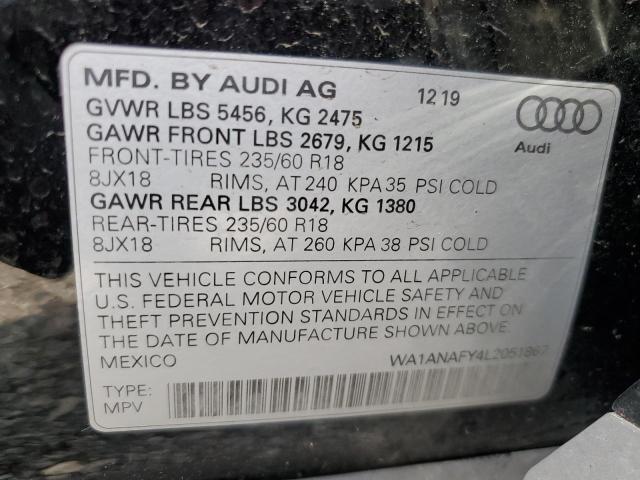 MFD. BY AUDI AG 12 19
GVWR LBS 5456, KG 2475
GAWR FRONT LBS 2679, KG 1215
FRONT-TIRES 235/60 R18
8JX18 RIMS, AT 240 KPA 35 PSI COLD
GAWR REAR LBS 3042, KG 1380
REAR-TIRES 235/60 R18
8JX18 RIMS, AT 260 KPA 38 PSI COLD
Audi
THIS VEHICLE CONFORMS TO ALL APPLICABLE
U.S. FEDERAL MOTOR VEHICLE SAFETY AND
THEFT PREVENTION STANDARDS IN EFFECT ON
THE DATE OF MANUFACTURE SHOWN ABOVE.
MEXICO WA1ANAFY4L2051867
TYPE:
MPV